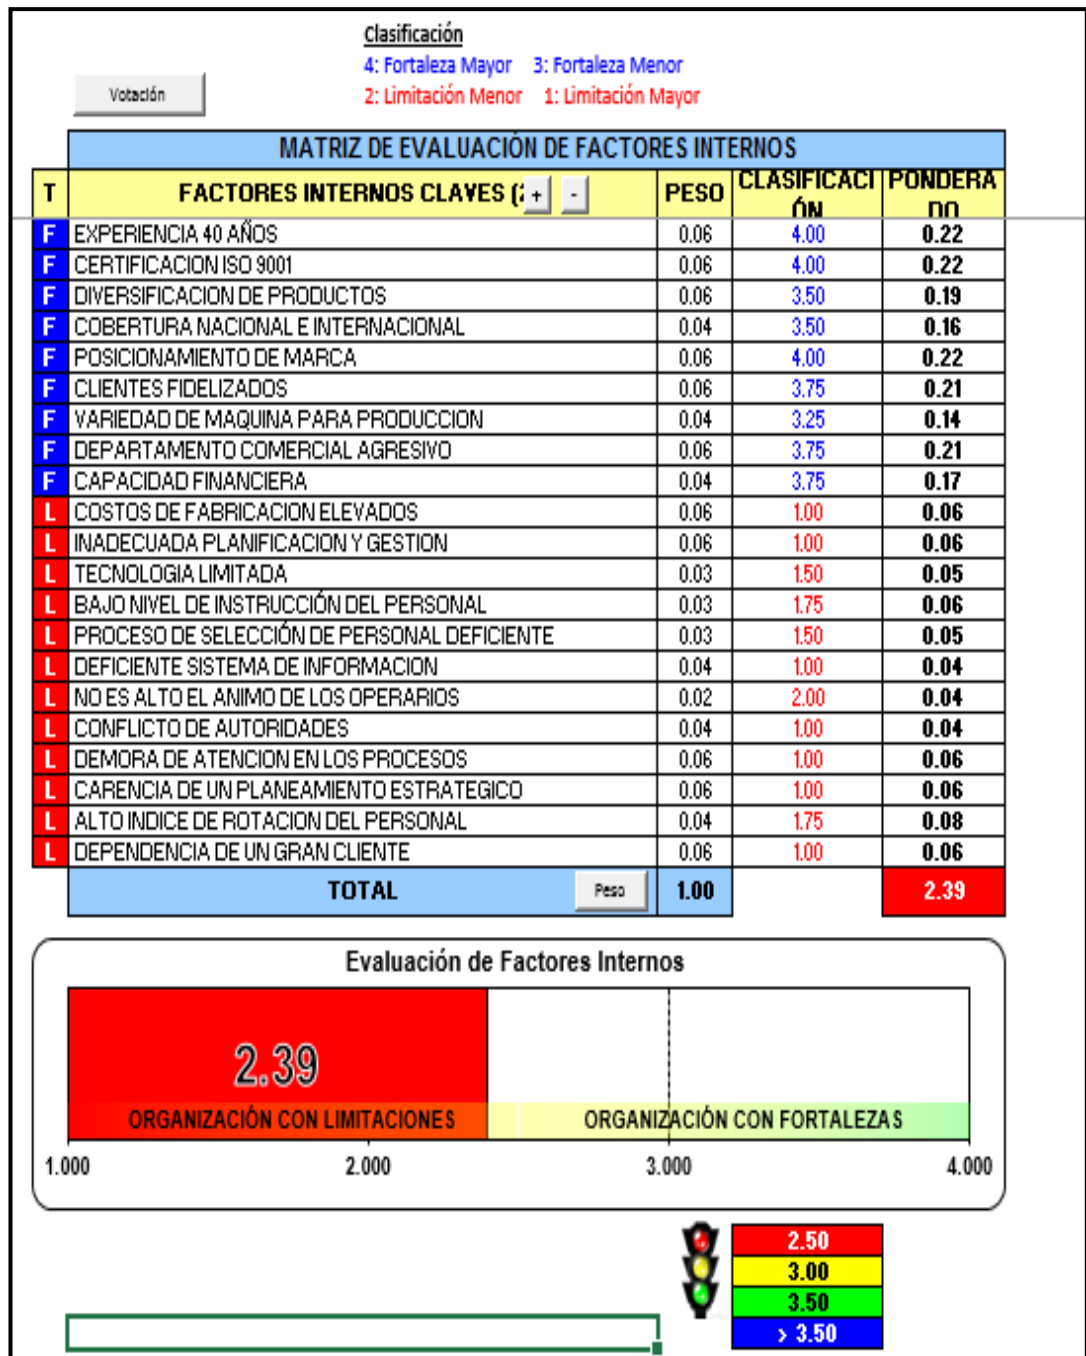 Clasificación
4: Fortaleza Mayor 3: Fortaleza Menor
Votación
2: Limitación Menor 1: Limitación Mayor
MATRIZ DE EVALUACIÓN DE FACTORES INTERNOS
T FACTORES INTERNOS CLAVES ( + - PESO CLASIFICACI ÓN PONDERA DO
F EXPERIENCIA 40 AÑOS 0.06 4.00 0.22
F CERTIFICACION ISO 9001 0.06 4.00 0.22
F DIVERSIFICACION DE PRODUCTOS 0.06 3.50 0.19
F COBERTURA NACIONAL E INTERNACIONAL 0.04 3.50 0.16
F POSICIONAMIENTO DE MARCA 0.06 4.00 0.22
F CLIENTES FIDELIZADOS 0.06 3.75 0.21
F VARIEDAD DE MAQUINA PARA PRODUCCION 0.04 3.25 0.14
F DEPARTAMENTO COMERCIAL AGRESIVO 0.06 3.75 0.21
F CAPACIDAD FINANCIERA 0.04 3.75 0.17
L COSTOS DE FABRICACION ELEVADOS 0.06 1.00 0.06
L INADECUADA PLANIFICACION Y GESTION 0.06 1.00 0.06
L TECNOLOGIA LIMITADA 0.03 1.50 0.05
L BAJO NIVEL DE INSTRUCCIÓN DEL PERSONAL 0.03 1.75 0.06
L PROCESO DE SELECCIÓN DE PERSONAL DEFICIENTE 0.03 1.50 0.05
L DEFICIENTE SISTEMA DE INFORMACION 0.04 1.00 0.04
L NO ES ALTO EL ANIMO DE LOS OPERARIOS 0.02 2.00 0.04
L CONFLICTO DE AUTORIDADES 0.04 1.00 0.04
L DEMORA DE ATENCION EN LOS PROCESOS 0.06 1.00 0.06
L CARENCIA DE UN PLANEAMIENTO ESTRATEGICO 0.06 1.00 0.06
L ALTO INDICE DE ROTACION DEL PERSONAL 0.04 1.75 0.08
L DEPENDENCIA DE UN GRAN CLIENTE 0.06 1.00 0.06
TOTAL Peso 1.00 2.39
Evaluación de Factores Internos
2.39
ORGANIZACIÓN CON LIMITACIONES ORGANIZACIÓN CON FORTALEZAS
1.000 2.000 3.000 4.000
2.50
3.00
3.50
> 3.50